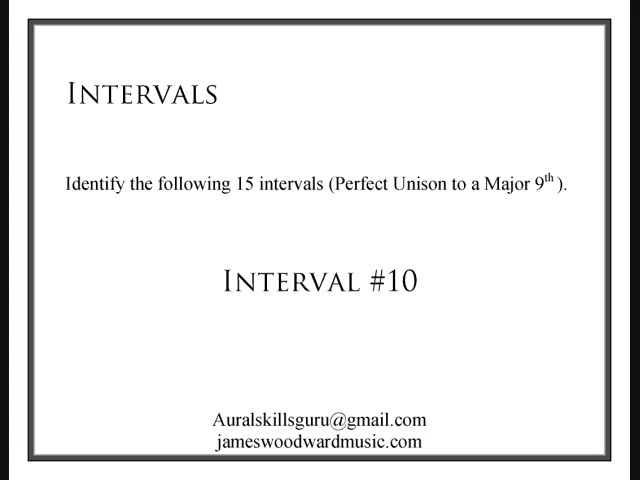 Intervals
Identify the following 15 intervals (Perfect Unison to a Major 9th ).
Interval #10
Auralskillsguru@gmail.com
jameswoodwardmusic.com